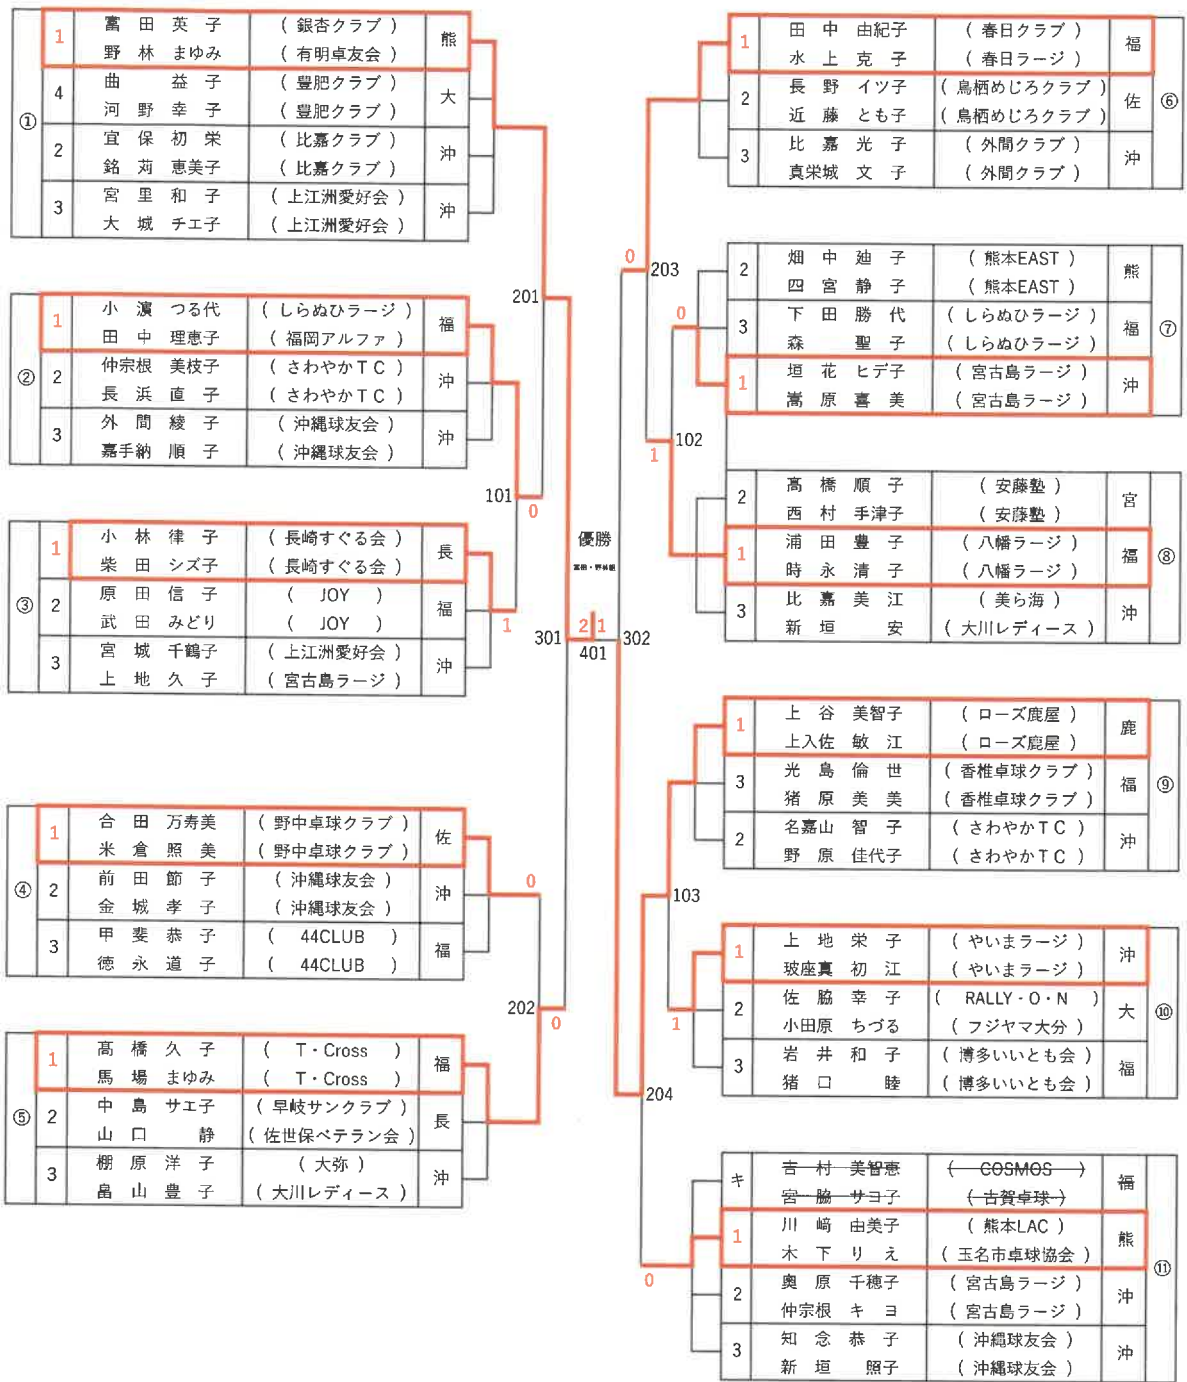 ①
1 富田英子 ( 銀杏クラブ ) 熊
野林 まゆみ ( 有明卓友会 )
4 曲 益子 ( 豊肥クラブ ) 大
河野幸子 ( 豊肥クラブ )
2 宜保初栄 ( 比嘉クラブ ) 沖
銘苅 恵美子 ( 比嘉クラブ )
3 宮里和子 ( 上江洲愛好会 ) 沖
大城 チエ子 ( 上江洲愛好会 )
②
1 小濵 つる代 ( しらぬひラージ ) 福
田中 理恵子 ( 福岡アルファ )
2 仲宗根 美枝子 ( さわやかＴＣ ) 沖
長浜直子 ( さわやかＴＣ )
3 外間綾子 ( 沖縄球友会 ) 沖
嘉手納 順子 ( 沖縄球友会 )
③
1 小林律子 ( 長崎すぐる会 ) 長
柴田 シズ子 ( 長崎すぐる会 )
2 原田信子 ( JOY ) 福
武田 みどり ( JOY )
3 宮城 千鶴子 ( 上江洲愛好会 ) 沖
上地久子 ( 宮古島ラージ )
④
1 合田 万寿美 ( 野中卓球クラブ ) 佐
米倉照美 ( 野中卓球クラブ )
2 前田節子 ( 沖縄球友会 ) 沖
金城孝子 ( 沖縄球友会 )
3 甲斐恭子 ( 44CLUB ) 福
徳永道子 ( 44CLUB )
⑤
1 髙橋久子 ( T・Cross ) 福
馬場 まゆみ ( T・Cross )
2 中島 サエ子 ( 早岐サンクラブ ) 長
山口 静 ( 佐世保ベテラン会 )
3 棚原洋子 ( 大弥 ) 沖
畠山豊子 ( 大川レディース )
201
101
0
1
0
202
0
301
優勝
富田・野林組
2 1
401
302
0
203
0
102
1
103
1
204
0
⑥
1 田中 由紀子 ( 春日クラブ ) 福
水上克子 ( 春日ラージ )
2 長野 イツ子 ( 鳥栖めじろクラブ ) 佐
近藤 とも子 ( 鳥栖めじろクラブ )
3 比嘉光子 ( 外間クラブ ) 沖
真栄城 文子 ( 外間クラブ )
⑦
2 畑中廸子 ( 熊本EAST ) 熊
四宮静子 ( 熊本EAST )
3 下田勝代 ( しらぬひラージ ) 福
森 聖子 ( しらぬひラージ )
1 垣花 ヒデ子 ( 宮古島ラージ ) 沖
嵩原喜美 ( 宮古島ラージ )
⑧
2 高橋順子 ( 安藤塾 ) 宮
西村 手津子 ( 安藤塾 )
1 浦田豊子 ( 八幡ラージ ) 福
時永清子 ( 八幡ラージ )
3 比嘉美江 ( 美ら海 ) 沖
新垣 安 ( 大川レディース )
⑨
1 上谷 美智子 ( ローズ鹿屋 ) 鹿
上入佐 敏江 ( ローズ鹿屋 )
3 光島倫世 ( 香椎卓球クラブ ) 福
猪原美美 ( 香椎卓球クラブ )
2 名嘉山 智子 ( さわやかＴＣ ) 沖
野原 佳代子 ( さわやかＴＣ )
⑩
1 上地栄子 ( やいまラージ ) 沖
玻座真 初江 ( やいまラージ )
2 佐脇幸子 ( RALLY・O・N ) 大
小田原 ちづる ( フジヤマ大分 )
3 岩井和子 ( 博多いいとも会 ) 福
猪口 睦 ( 博多いいとも会 )
⑪
キ 吉村 美智恵 ( COSMOS ) 福
宮脇 サヨ子 ( 古賀卓球 )
1 川﨑 由美子 ( 熊本LAC ) 熊
木下りえ ( 玉名市卓球協会 )
2 奥原 千穂子 ( 宮古島ラージ ) 沖
仲宗根 キヨ ( 宮古島ラージ )
3 知念恭子 ( 沖縄球友会 ) 沖
新垣 照子 ( 沖縄球友会 )